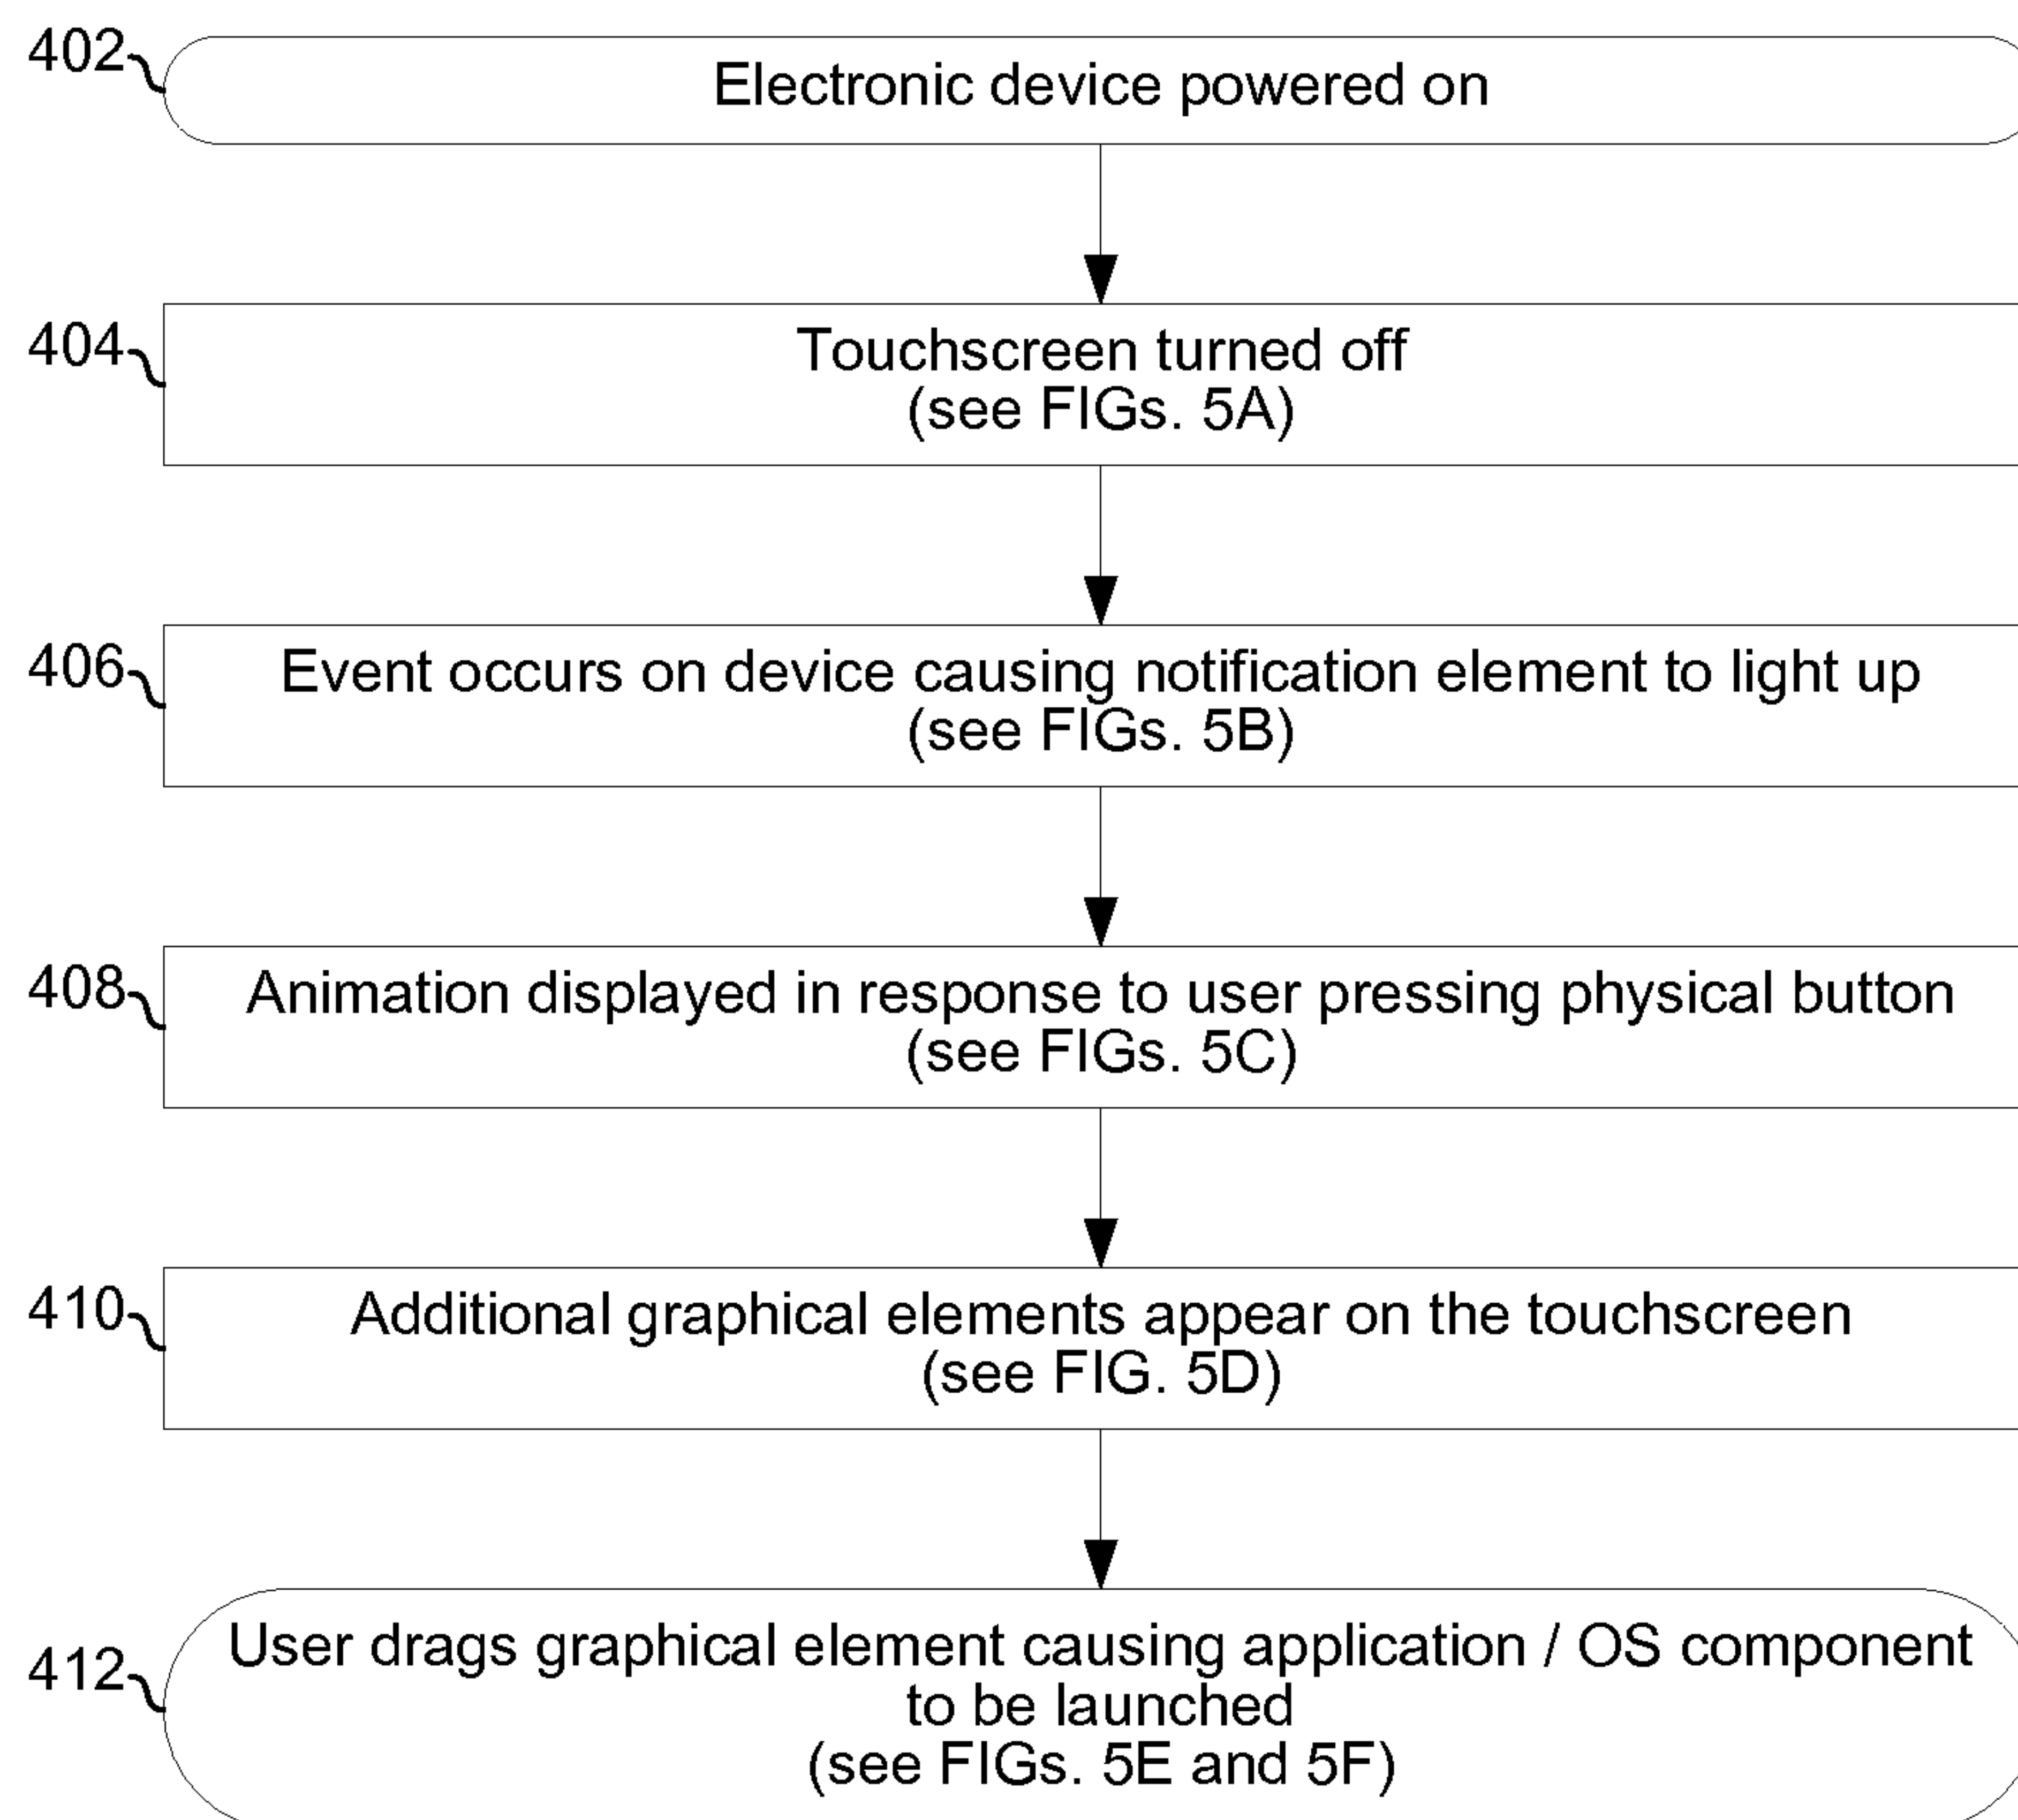 402
Electronic device powered on
404
Touchscreen turned off
(see FIGs. 5A)
406
Event occurs on device causing notification element to light up
(see FIGs. 5B)
408
Animation displayed in response to user pressing physical button
(see FIGs. 5C)
410
Additional graphical elements appear on the touchscreen
(see FIG. 5D)
412
User drags graphical element causing application / OS component
to be launched
(see FIGs. 5E and 5F)